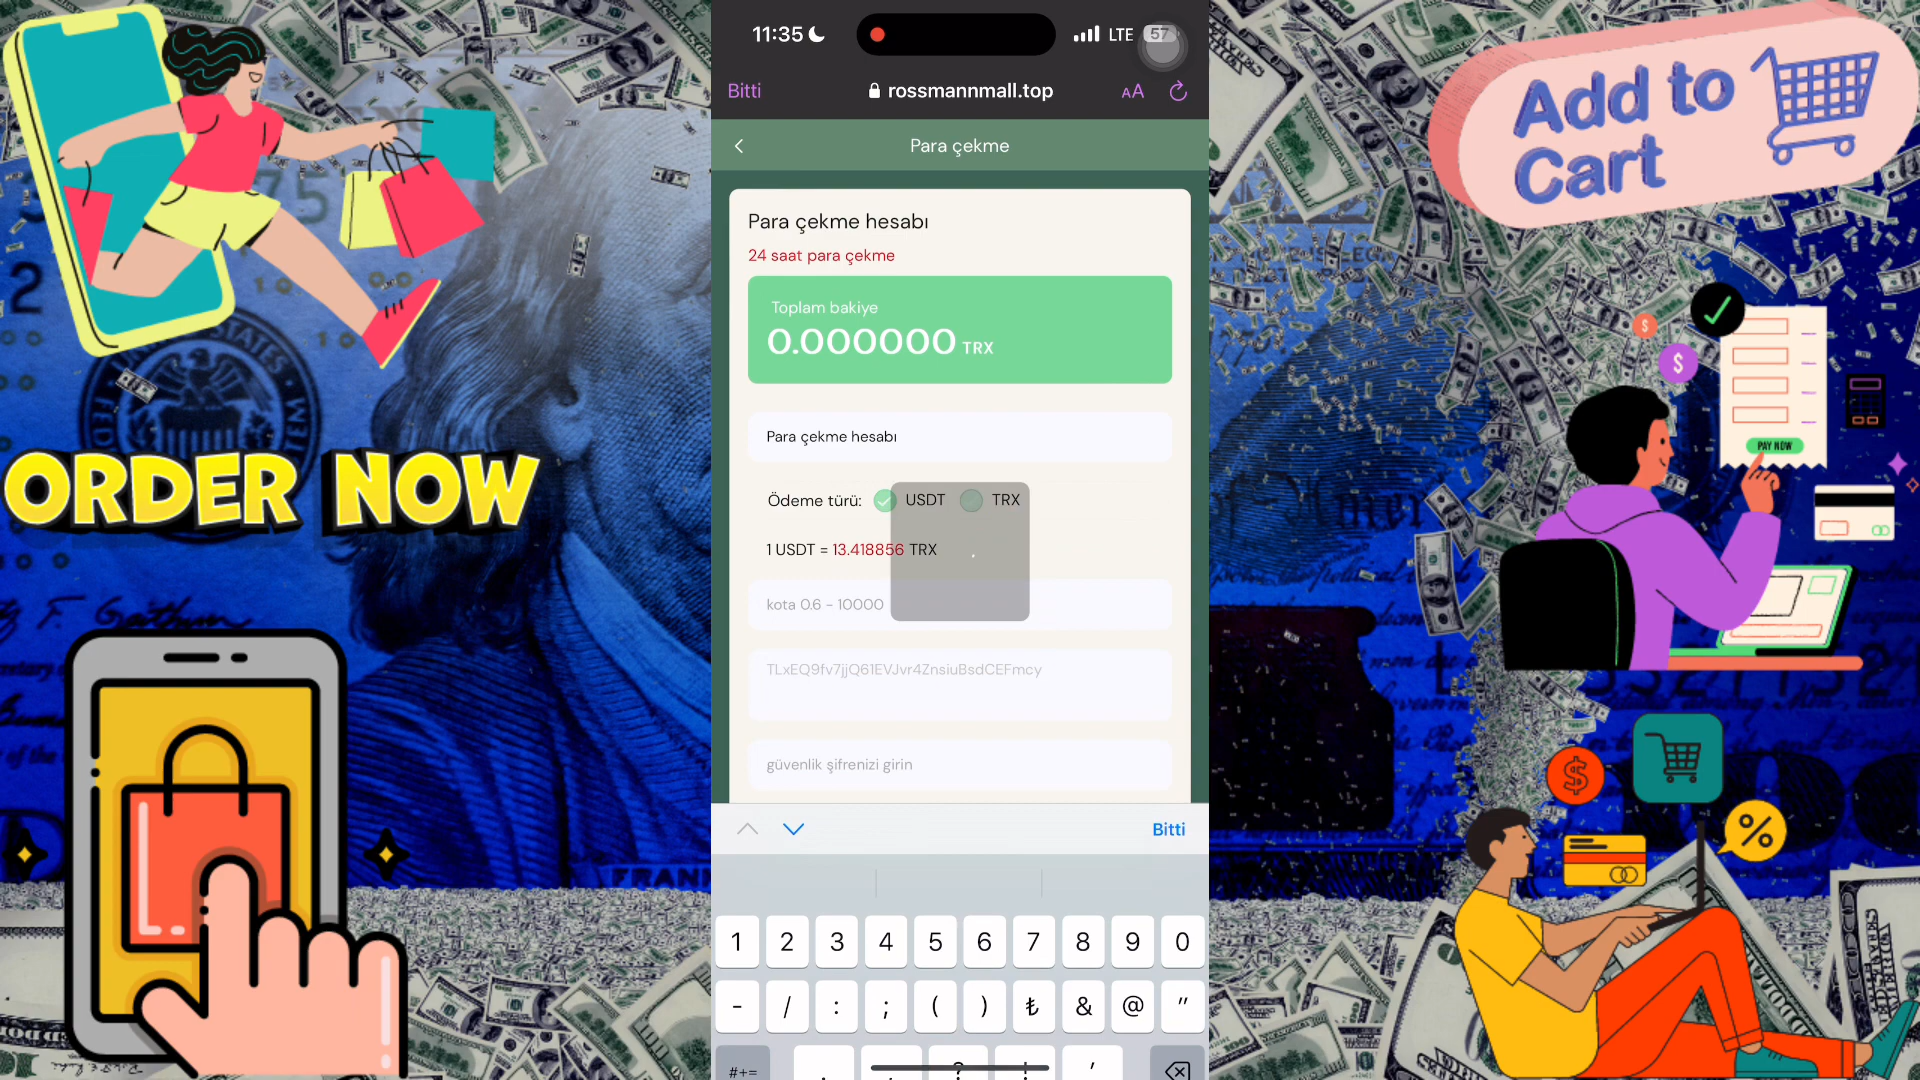 11:35
LTE
57
Bitti
rossmannmall.top
AA
Para çekme
Para çekme hesabı
24 saat para çekme
Toplam bakiye
0.000000 TRX
Para çekme hesabı
Ödeme türü: USDT TRX
1 USDT = 13.418856 TRX
kota 0.6 - 10000
TLxEQ9fv7jjQ61EVJvr4ZnsiuBsdCEFmcy
güvenlik şifrenizi girin
Bitti
1 2 3 4 5 6 7 8 9 0
- / : ; ( ) ₺ & @ "
#+= . , ? ! '
ORDER NOW
Add to
Cart
PAY NOW